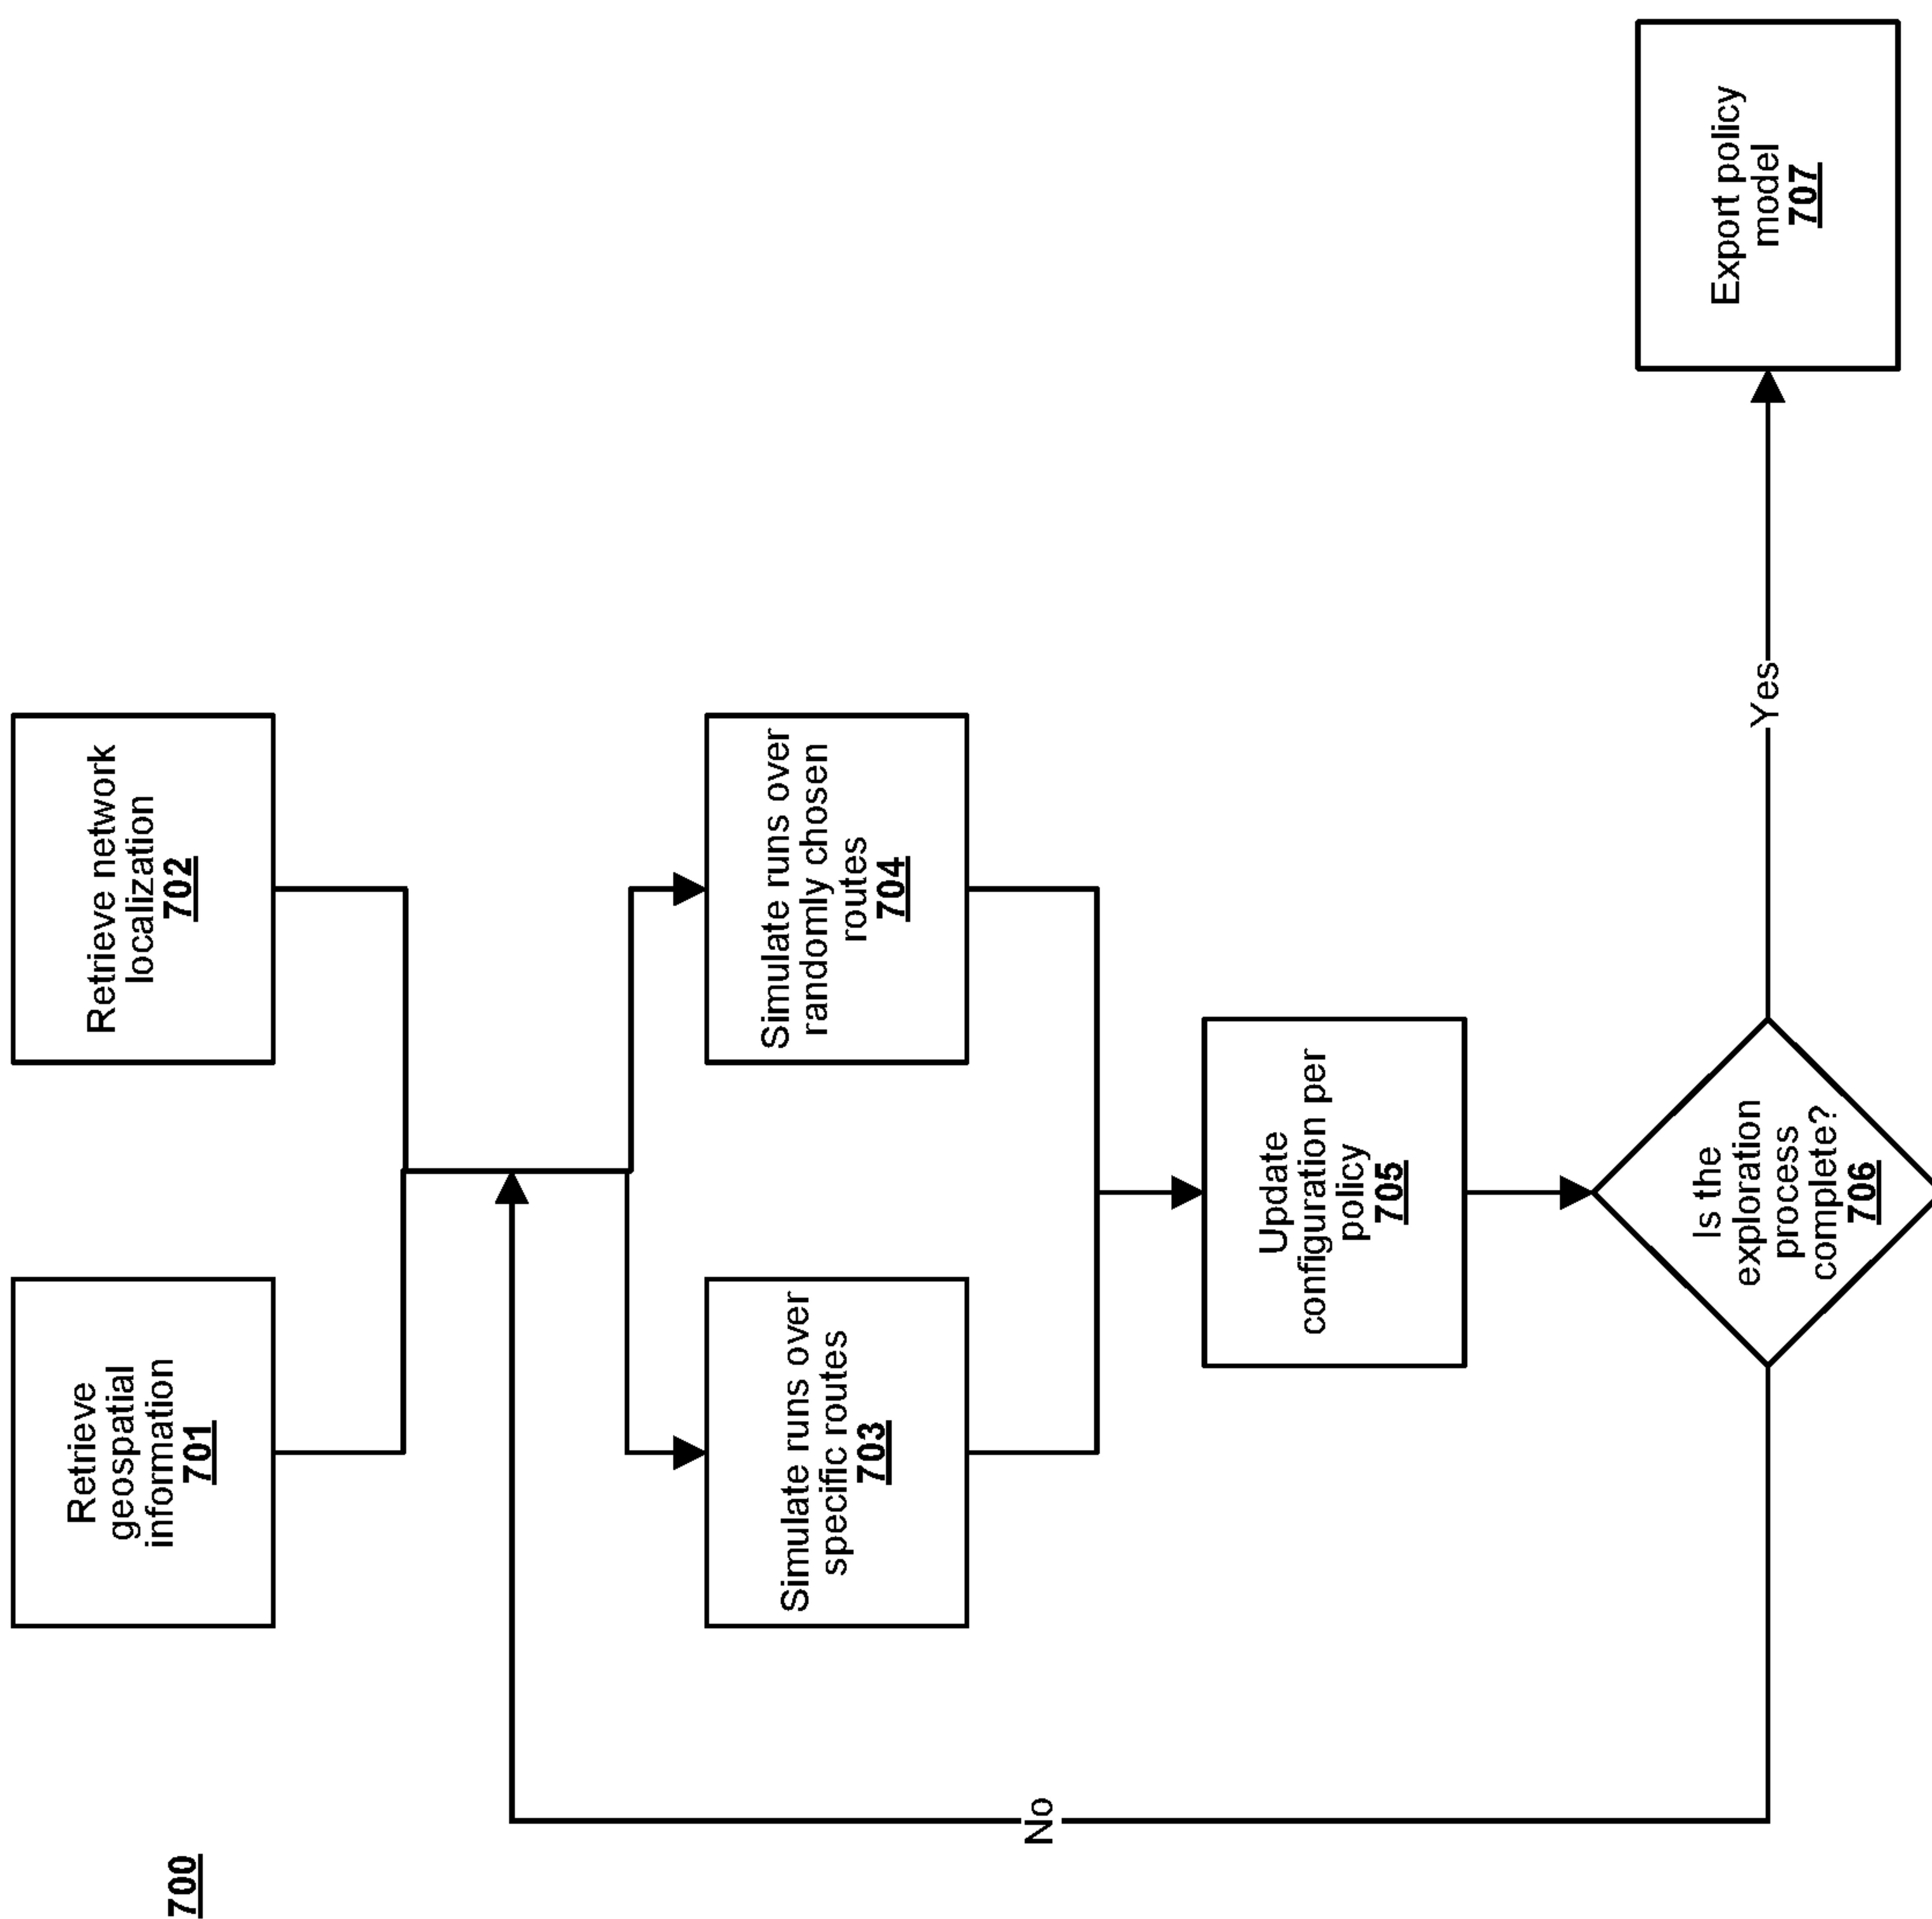 700
Retrieve
geospatial
information
701
Retrieve network
localization
702
Simulate runs over
specific routes
703
Simulate runs over
randomly chosen
routes
704
Update
configuration per
policy
705
No
Is the
exploration
process
complete?
706
Yes
Export policy
model
707